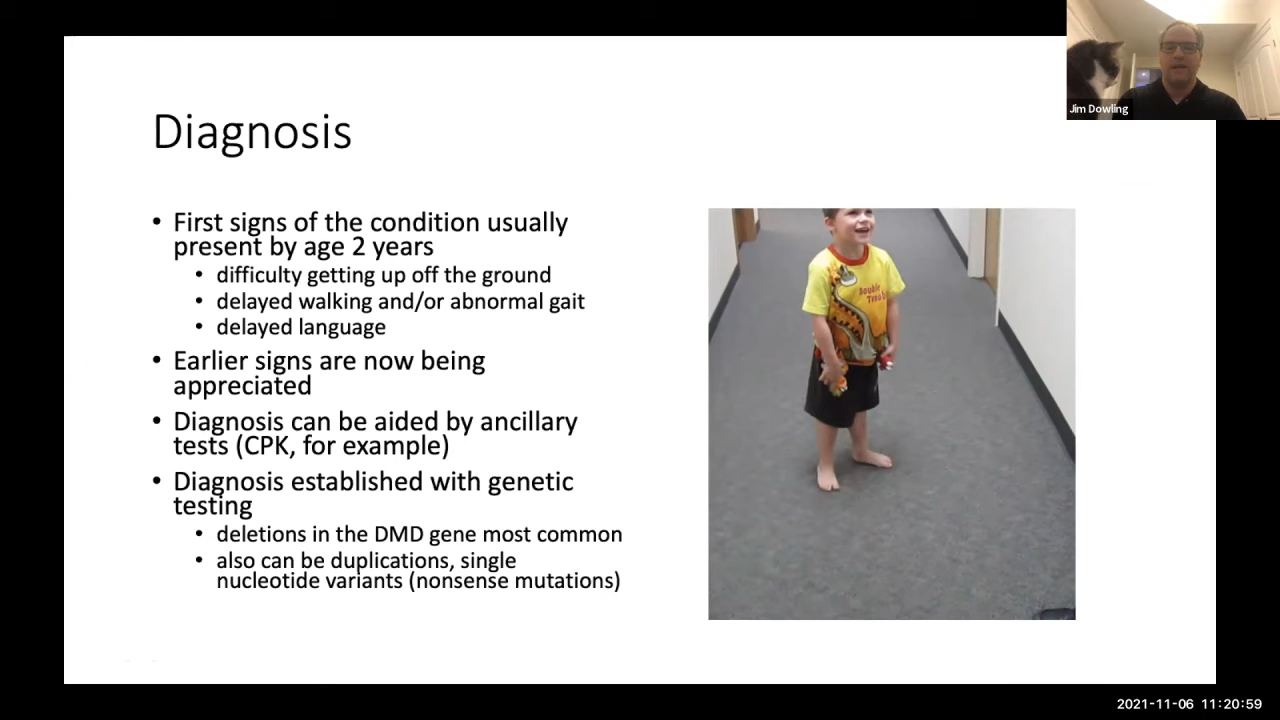 Jim Dowling
Diagnosis
• First signs of the condition usually
present by age 2 years
• difficulty getting up off the ground
• delayed walking and/or abnormal gait
• delayed language
• Earlier signs are now being
appreciated
• Diagnosis can be aided by ancillary
tests (CPK, for example)
• Diagnosis established with genetic
testing
• deletions in the DMD gene most common
• also can be duplications, single
nucleotide variants (nonsense mutations)
Double
2021-11-06 11:20:59